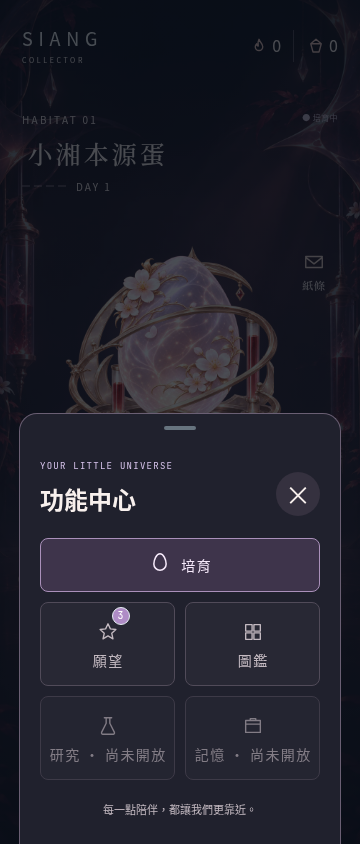 SIANG
COLLECTOR
0
0
HABITAT 01
培育中
小湘本源蛋
DAY 1
紙條
YOUR LITTLE UNIVERSE
功能中心
培育
3
願望
圖鑑
研究 · 尚未開放
記憶 · 尚未開放
每一點陪伴，都讓我們更靠近。